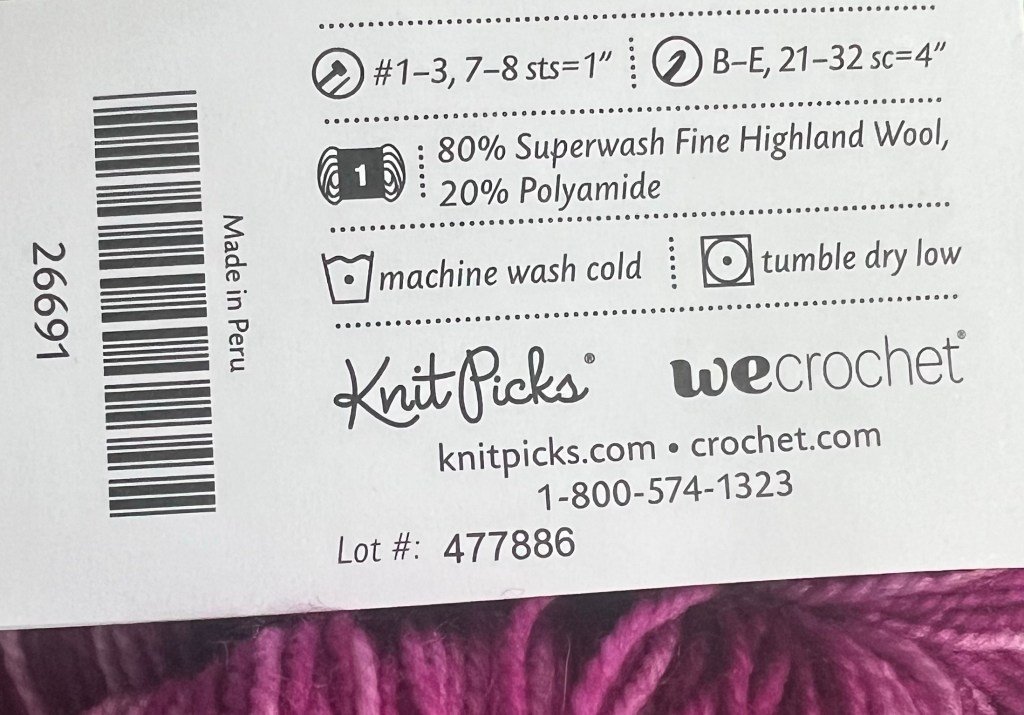 #1–3, 7–8 sts=1"
B–E, 21–32 sc=4"
1
80% Superwash Fine Highland Wool,
20% Polyamide
machine wash cold
tumble dry low
KnitPicks®
wecrochet®
knitpicks.com • crochet.com
1-800-574-1323
Lot #: 477886
Made in Peru
26691